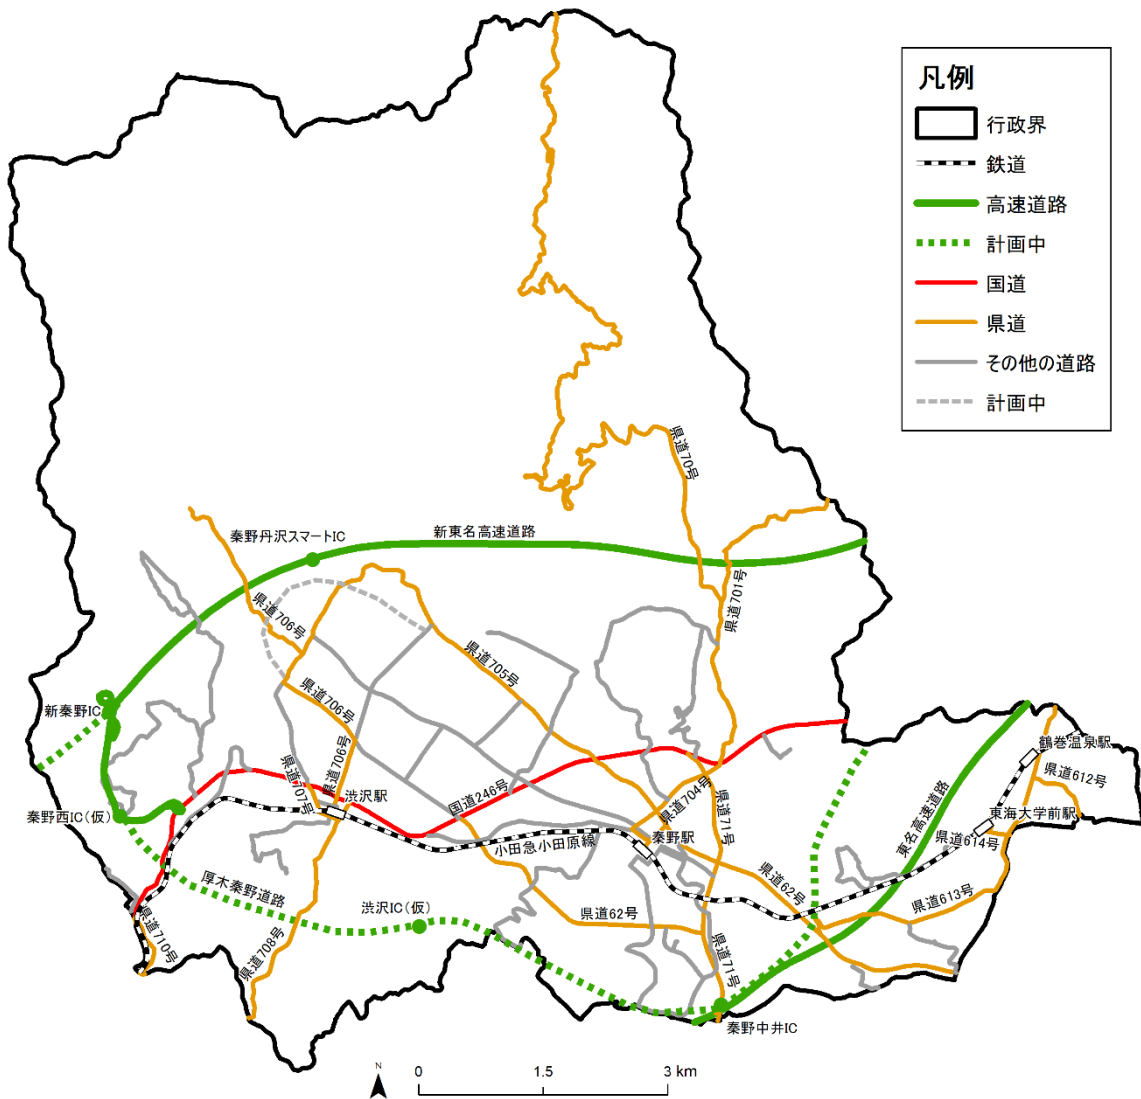 凡例
行政界
鉄道
高速道路
計画中
国道
県道
その他の道路
計画中
県道70号
新東名高速道路
秦野丹沢スマートIC
県道701号
県道706号
県道705号
県道706号
新秦野IC
県道706号
県道707号
渋沢駅
国道246号
県道704号
県道71号
秦野西IC(仮)
小田急小田原線
秦野駅
鶴巻温泉駅
県道612号
東海大学前駅
東名高速道路
県道614号
厚木秦野道路
渋沢IC(仮)
県道62号
県道62号
県道613号
県道710号
県道708号
県道71号
秦野中井IC
N
0 1.5 3 km